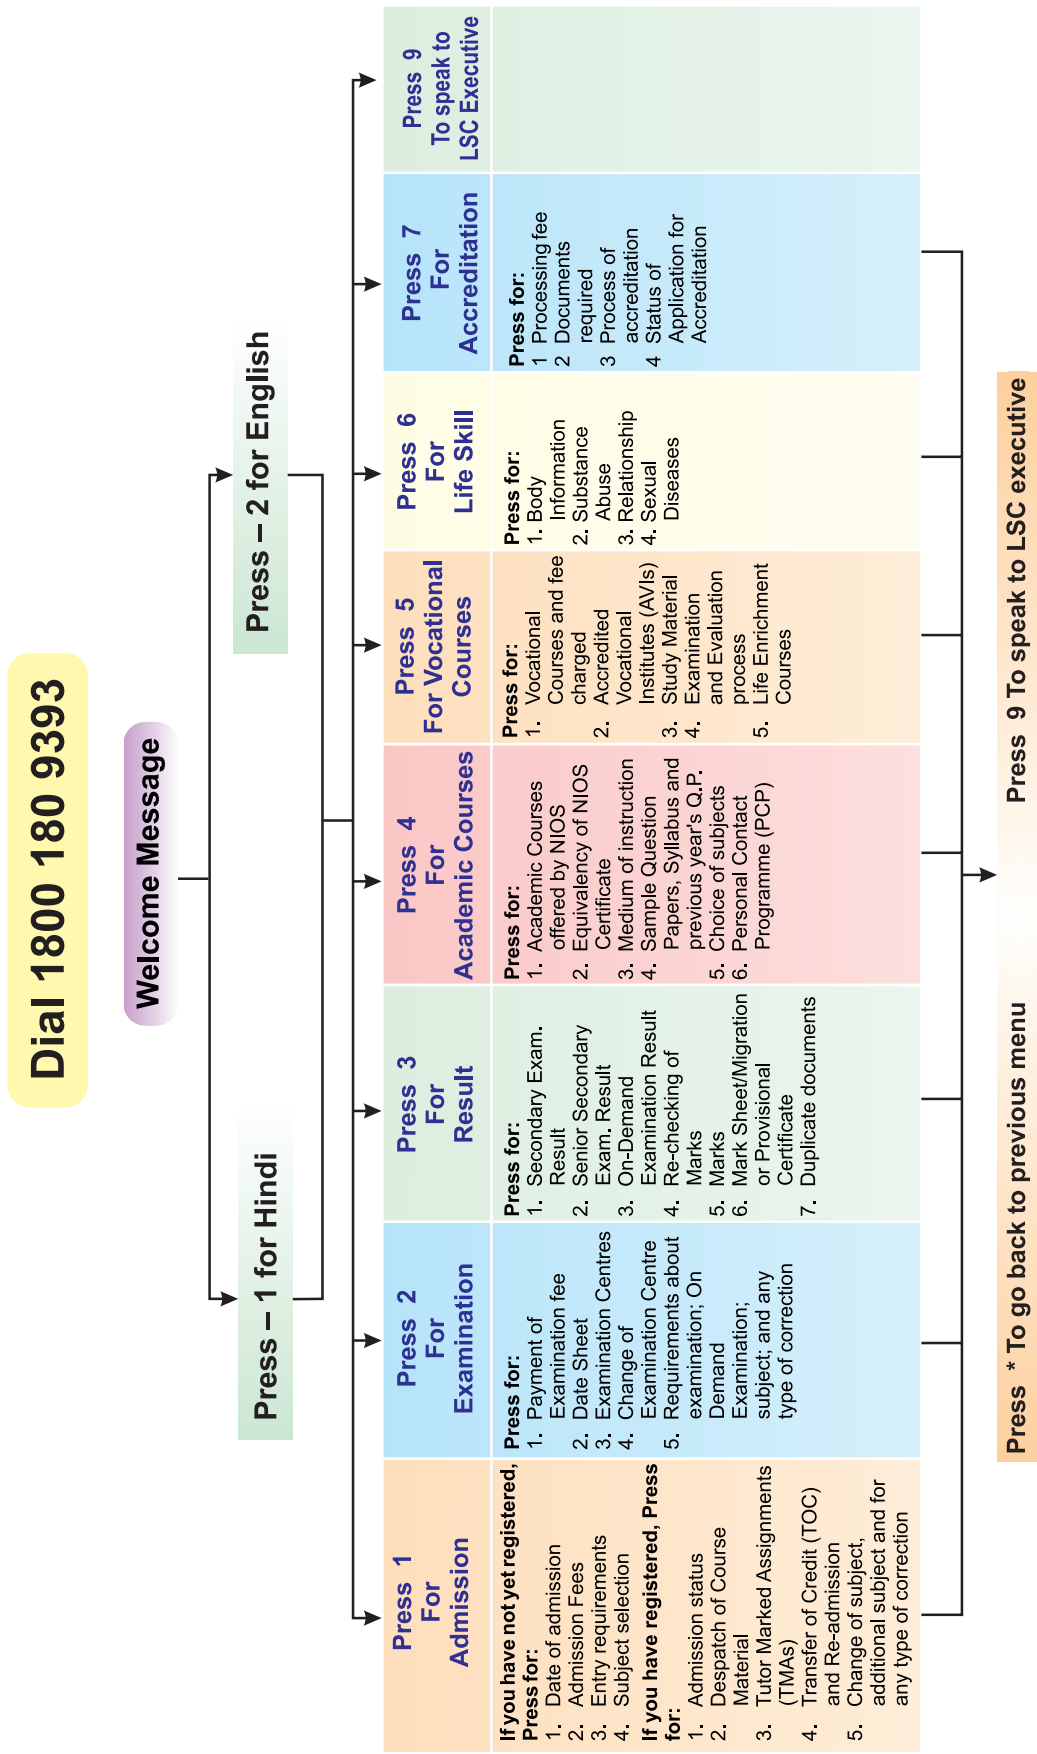 Dial 1800 180 9393
Welcome Message
Press – 1 for Hindi
Press – 2 for English
Press 1
For
Admission
If you have not yet registered,
Press for:
1. Date of admission
2. Admission Fees
3. Entry requirements
4. Subject selection
If you have registered, Press
for:
1. Admission status
2. Despatch of Course
Material
3. Tutor Marked Assignments
(TMAs)
4. Transfer of Credit (TOC)
and Re-admission
5. Change of subject,
additional subject and for
any type of correction
Press 2
For
Examination
Press for:
1. Payment of
Examination fee
2. Date Sheet
3. Examination Centres
4. Change of
Examination Centre
5. Requirements about
examination; On
Demand
Examination;
subject; and any
type of correction
Press 3
For
Result
Press for:
1. Secondary Exam.
Result
2. Senior Secondary
Exam. Result
3. On-Demand
Examination Result
4. Re-checking of
Marks
5. Marks
6. Mark Sheet/Migration
or Provisional
Certificate
7. Duplicate documents
Press 4
For
Academic Courses
Press for:
1. Academic Courses
offered by NIOS
2. Equivalency of NIOS
Certificate
3. Medium of instruction
4. Sample Question
Papers, Syllabus and
previous year's Q.P.
5. Choice of subjects
6. Personal Contact
Programme (PCP)
Press 5
For Vocational
Courses
Press for:
1. Vocational
Courses and fee
charged
2. Accredited
Vocational
Institutes (AVIs)
3. Study Material
4. Examination
and Evaluation
process
5. Life Enrichment
Courses
Press 6
For
Life Skill
Press for:
1. Body
Information
2. Substance
Abuse
3. Relationship
4. Sexual
Diseases
Press 7
For
Accreditation
Press for:
1 Processing fee
2 Documents
required
3 Process of
accreditation
4 Status of
Application for
Accreditation
Press 9
To speak to
LSC Executive
Press * To go back to previous menu
Press 9 To speak to LSC executive